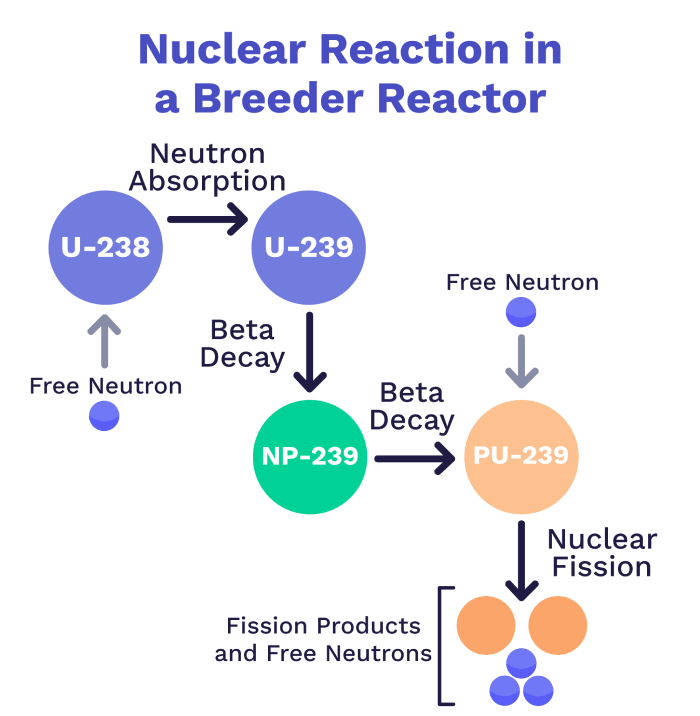 Nuclear Reaction in
a Breeder Reactor
Neutron
Absorption
U-238
U-239
Free Neutron
Beta
Decay
Free Neutron
Beta
Decay
NP-239
PU-239
Nuclear
Fission
Fission Products
and Free Neutrons